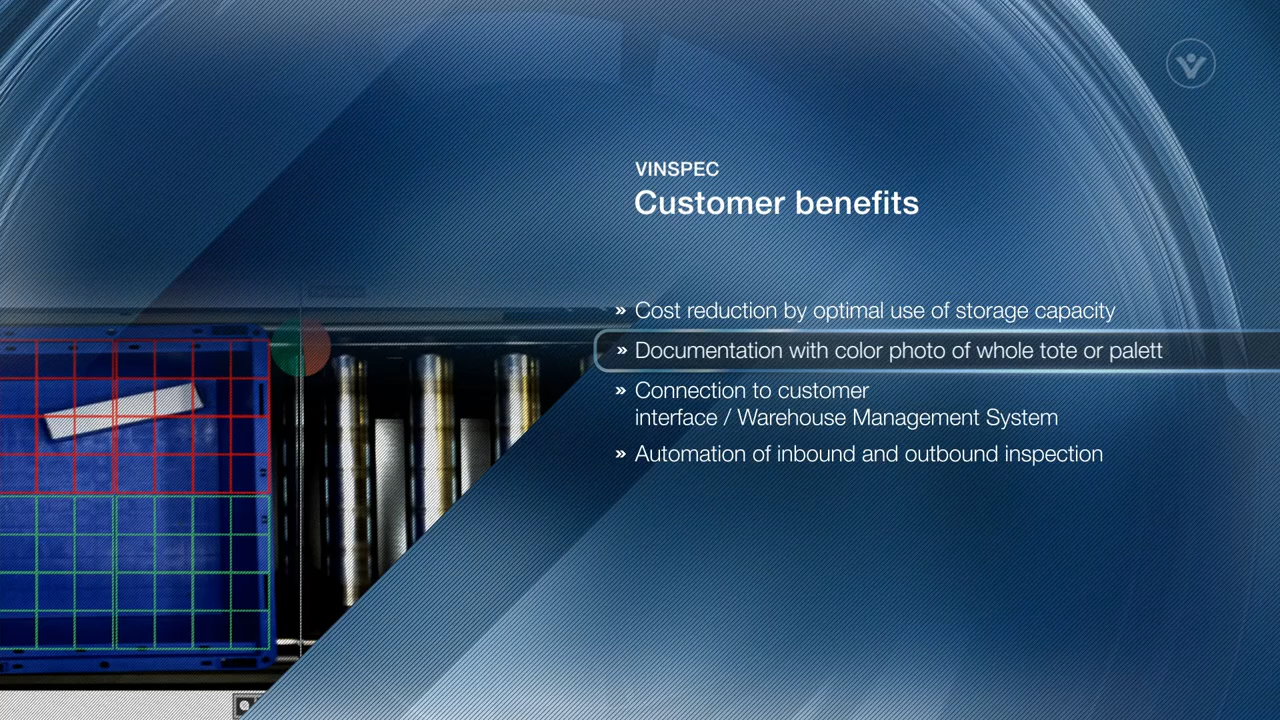 VINSPEC
Customer benefits
» Cost reduction by optimal use of storage capacity
» Documentation with color photo of whole tote or palett
» Connection to customer
interface / Warehouse Management System
» Automation of inbound and outbound inspection